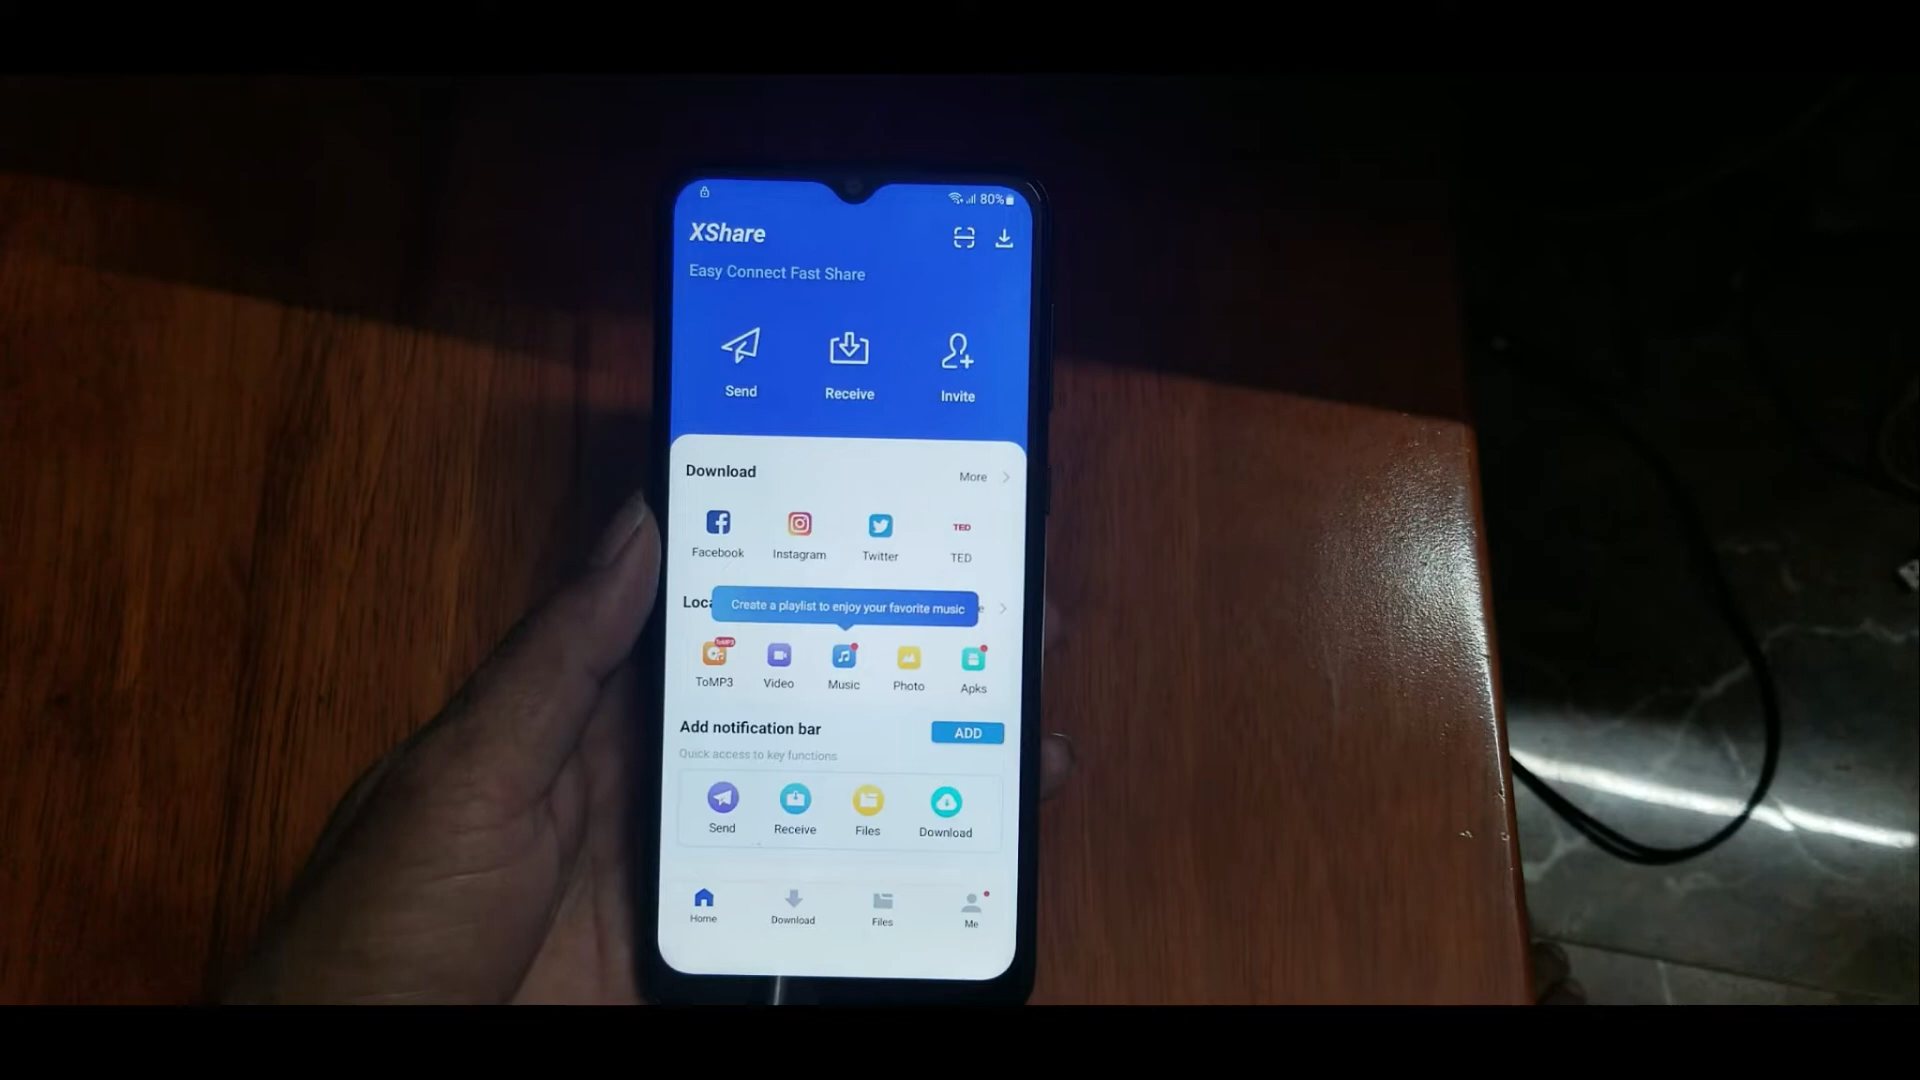 80%
XShare
Easy Connect Fast Share
Send Receive Invite
Download More
Facebook Instagram Twitter TED TED
Create a playlist to enjoy your favorite music
ToMP3
ToMP3 Video Music Photo Apks
Add notification bar ADD
Quick access to key functions
Send Receive Files Download
Home Download Files Me